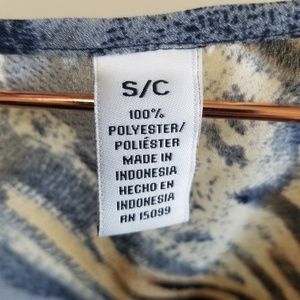 S/C
100%
POLYESTER/
POLIÉSTER
MADE IN
INDONESIA
HECHO EN
INDONESIA
RN 15099